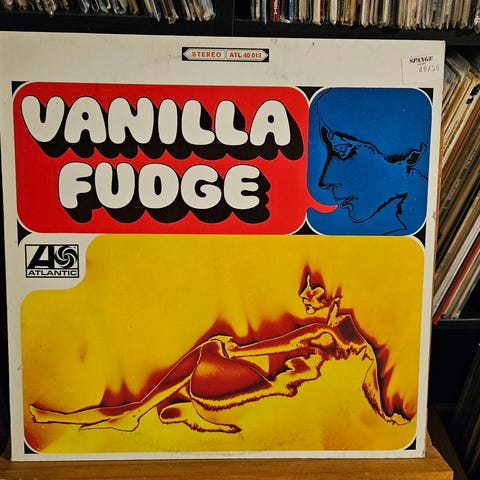 STEREO ATL 40 013
SPANGE
VANILLA
FUDGE
ATLANTIC